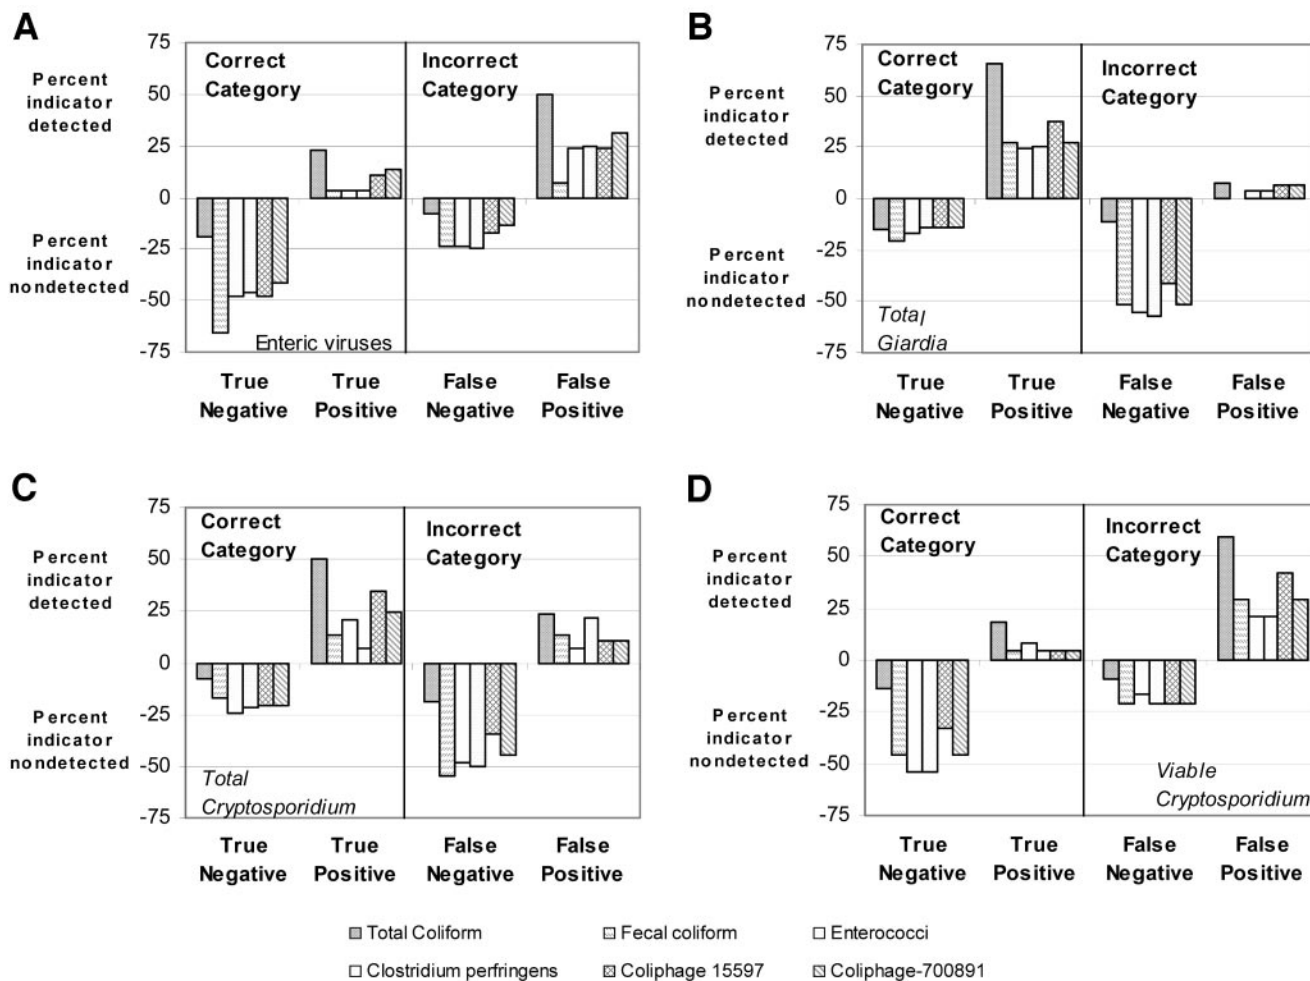 A
75
50
25
0
-25
-50
-75
Percent
indicator
detected
Percent
indicator
nondetected
Correct
Category
Incorrect
Category
Enteric viruses
True
Negative
True
Positive
False
Negative
False
Positive
B
75
50
25
0
-25
-50
-75
Percent
indicator
detected
Percent
indicator
nondetected
Correct
Category
Incorrect
Category
Total
Giardia
True
Negative
True
Positive
False
Negative
False
Positive
C
75
50
25
0
-25
-50
-75
Percent
indicator
detected
Percent
indicator
nondetected
Correct
Category
Incorrect
Category
Total
Cryptosporidium
True
Negative
True
Positive
False
Negative
False
Positive
D
75
50
25
0
-25
-50
-75
Percent
indicator
detected
Percent
indicator
nondetected
Correct
Category
Incorrect
Category
Viable
Cryptosporidium
True
Negative
True
Positive
False
Negative
False
Positive
Total Coliform
Fecal coliform
Enterococci
Clostridium perfringens
Coliphage 15597
Coliphage-700891